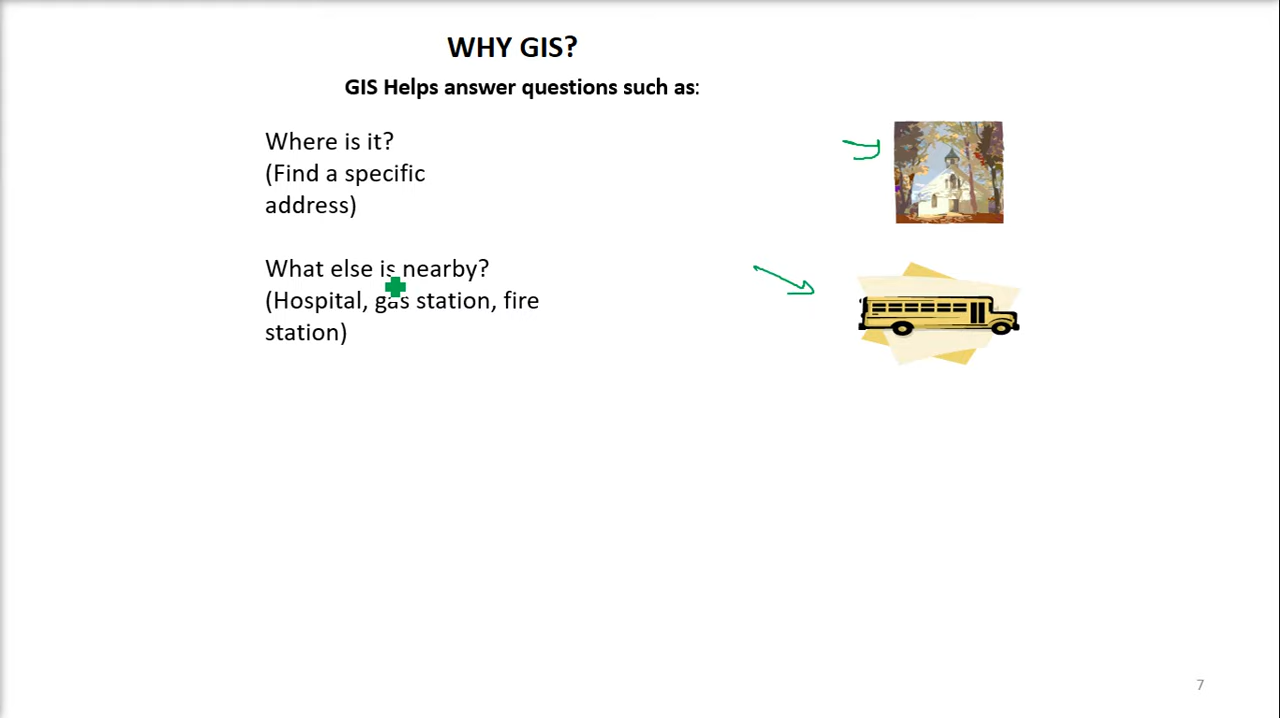 WHY GIS?
GIS Helps answer questions such as:
Where is it?
(Find a specific
address)
What else is nearby?
(Hospital, gas station, fire
station)
7